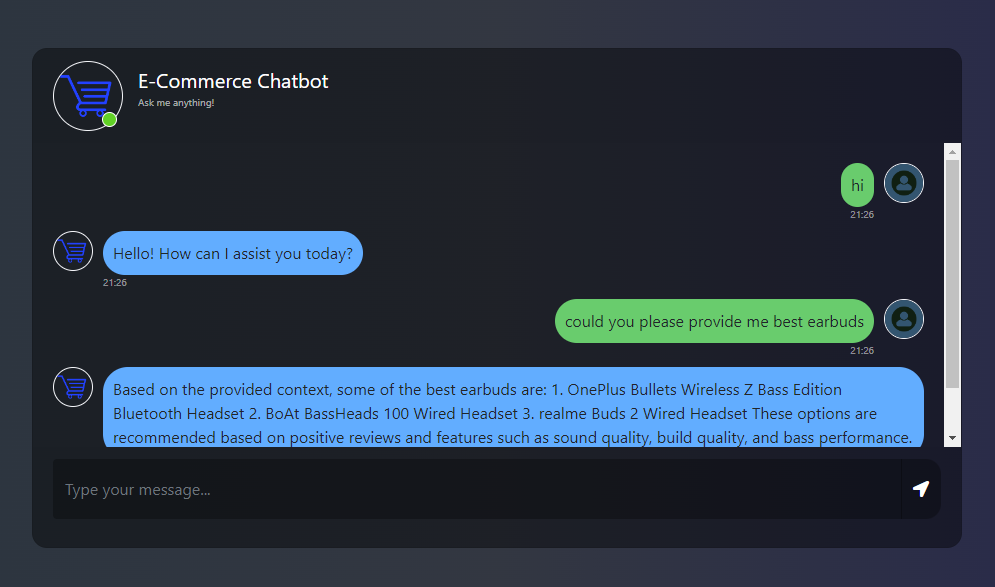 E-Commerce Chatbot
Ask me anything!
hi
21:26
Hello! How can I assist you today?
21:26
could you please provide me best earbuds
21:26
Based on the provided context, some of the best earbuds are: 1. OnePlus Bullets Wireless Z Bass Edition
Bluetooth Headset 2. BoAt BassHeads 100 Wired Headset 3. realme Buds 2 Wired Headset These options are
recommended based on positive reviews and features such as sound quality, build quality, and bass performance.
Type your message...